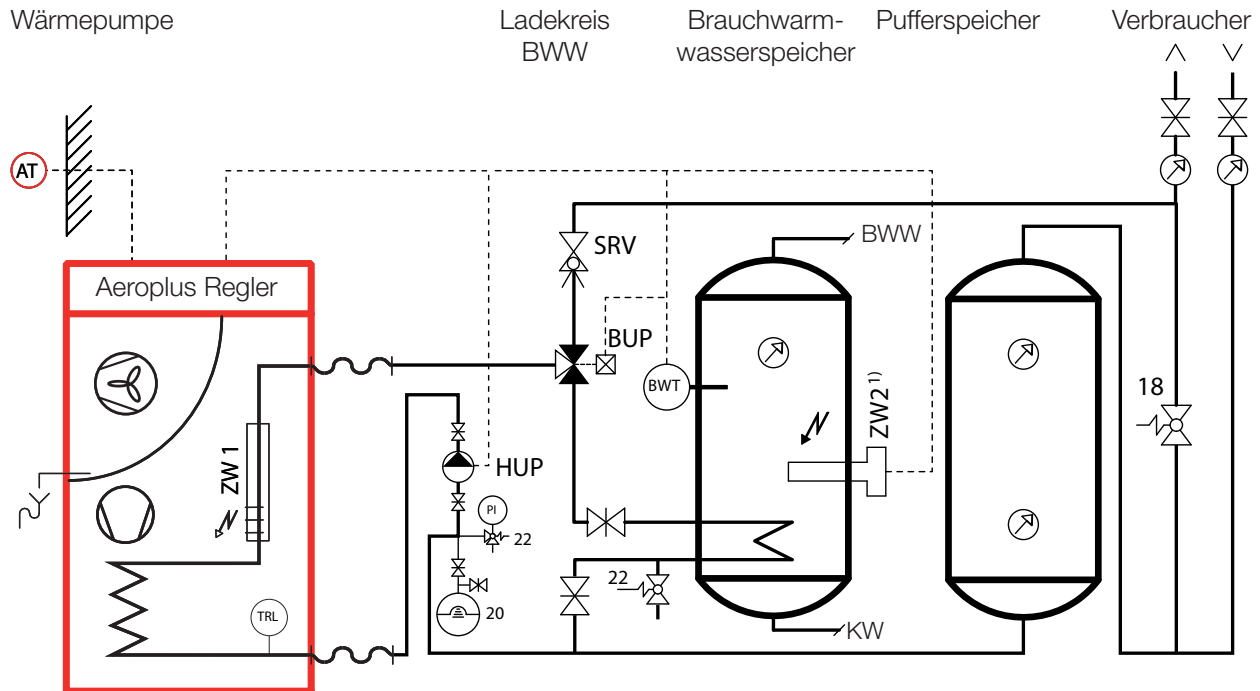 Wärmepumpe
Ladekreis
BWW
Brauchwarm-
wasserspeicher
Pufferspeicher
Verbraucher
AT
Aeroplus Regler
SRV
BWW
BUP
BWT
ZW2 1)
18
ZW 1
HUP
PI
22
22
20
TRL
KW